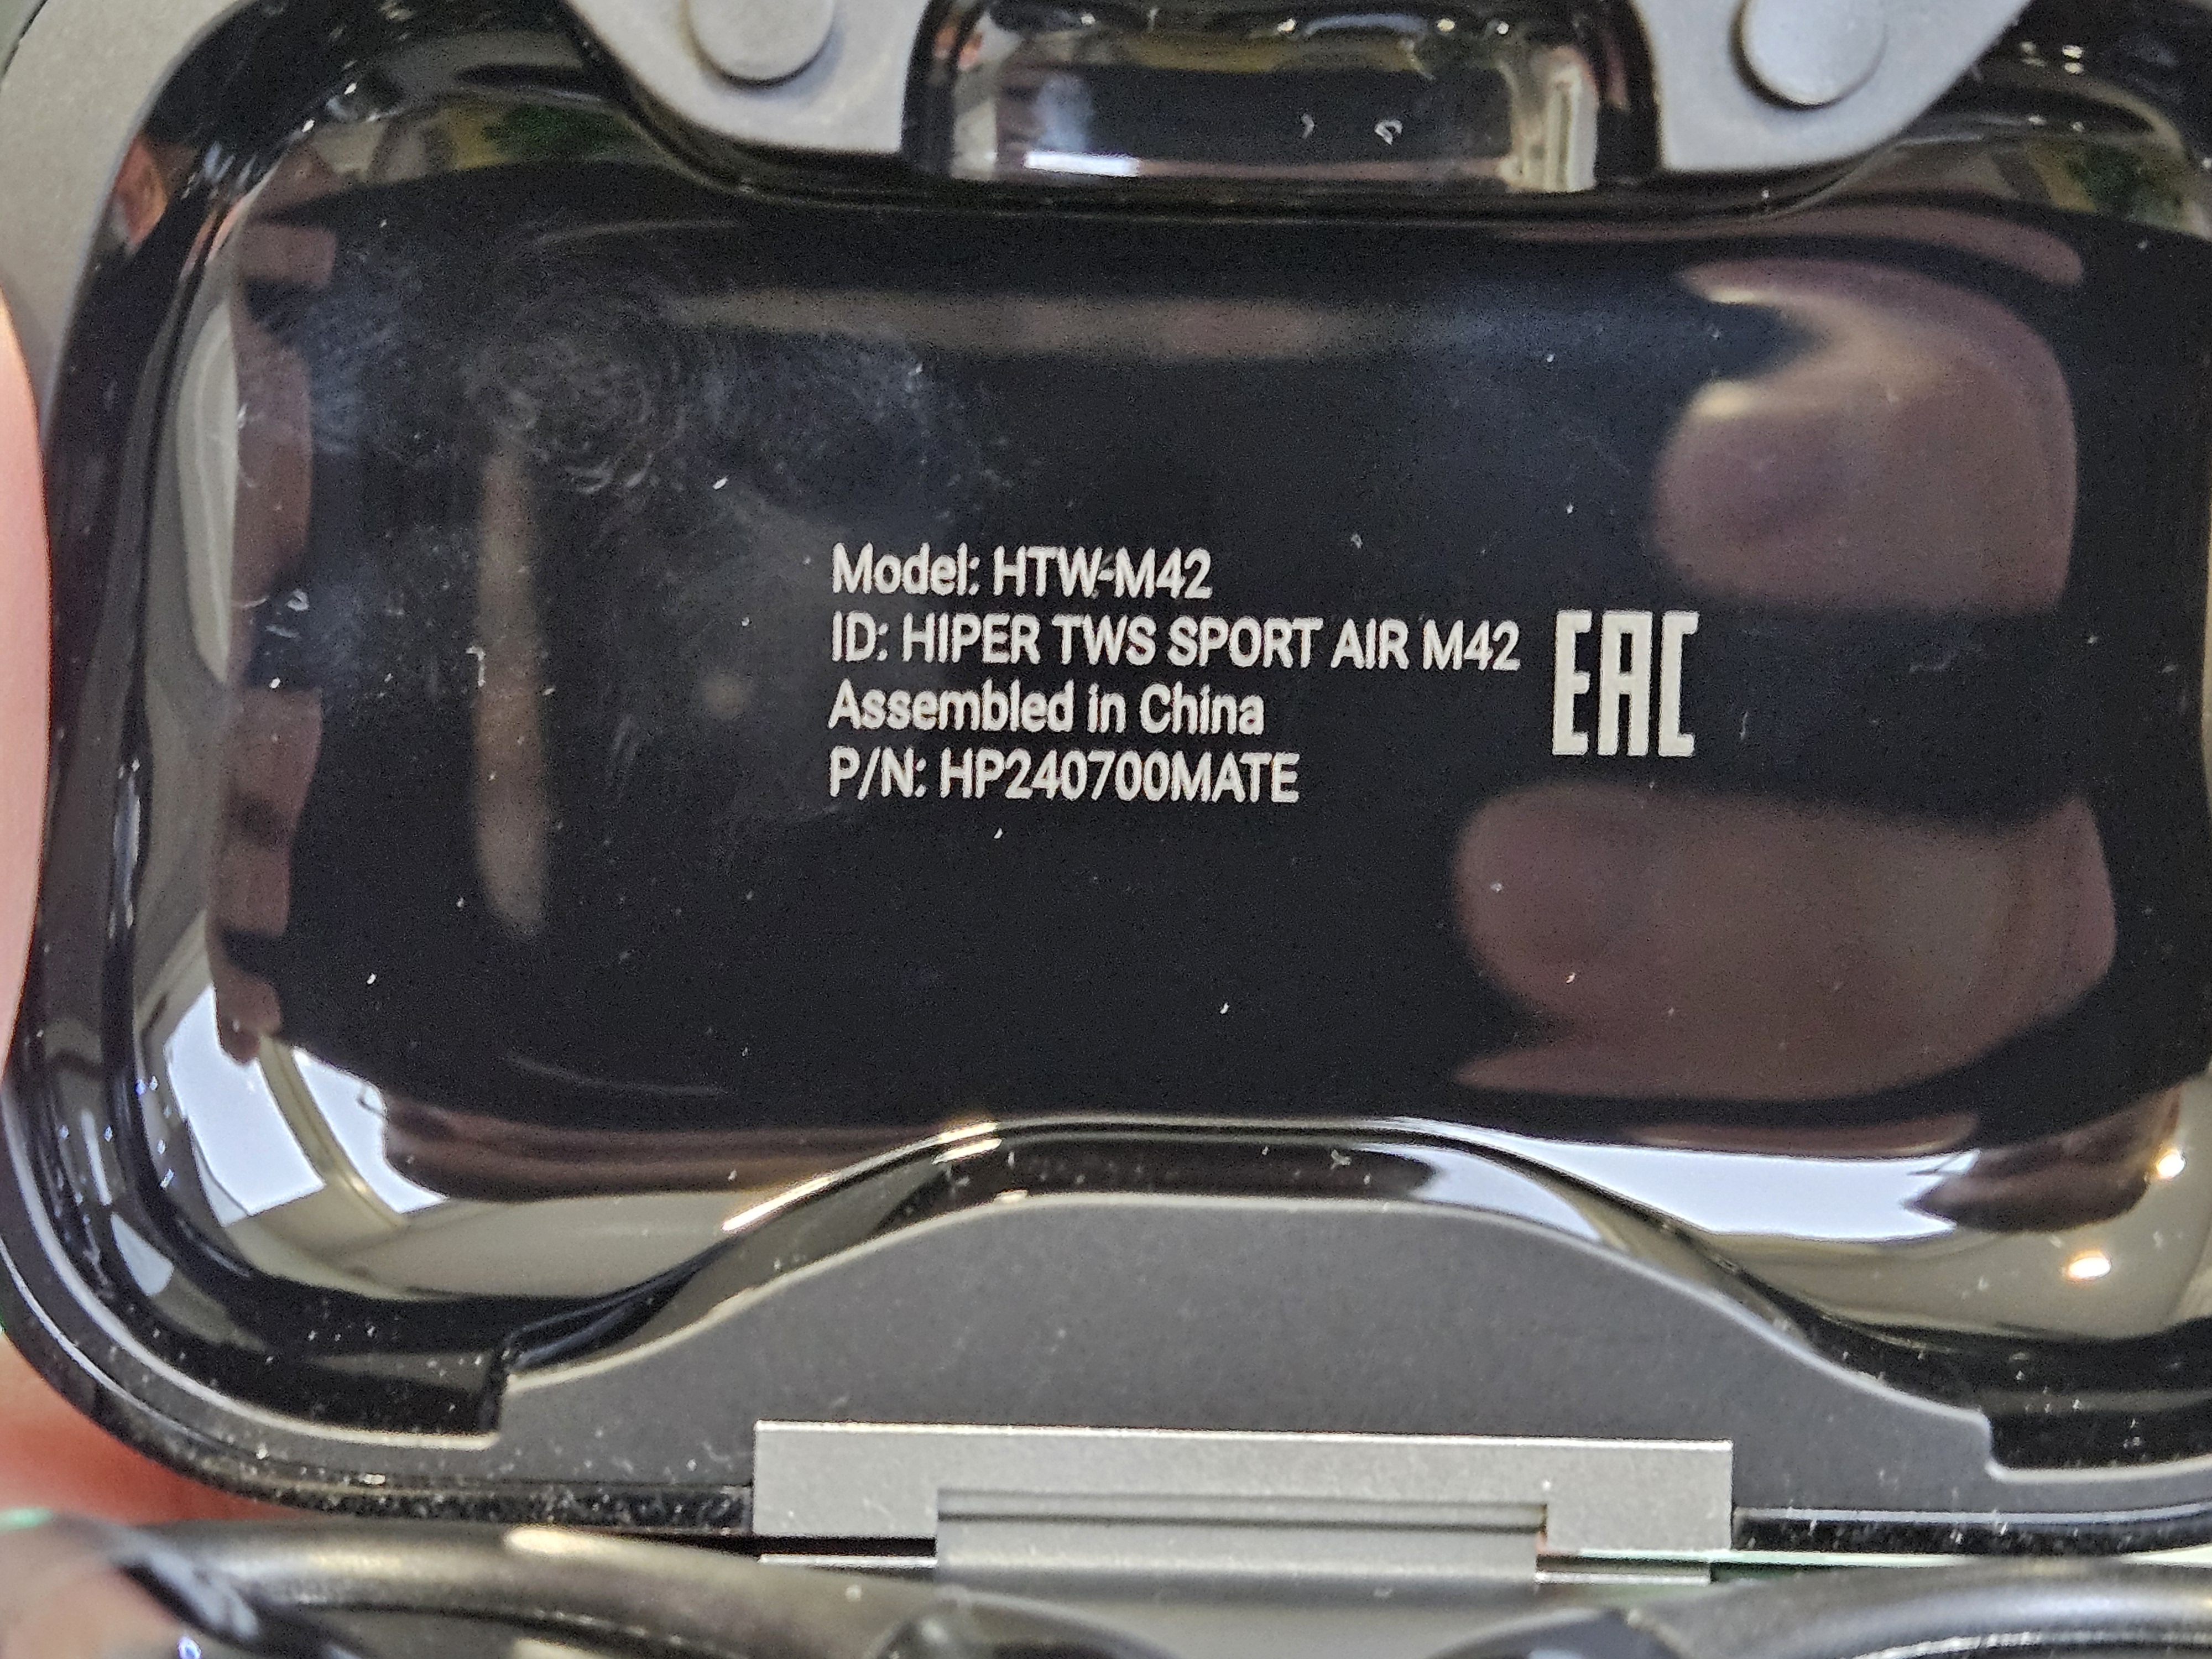 Model: HTW-M42
ID: HIPER TWS SPORT AIR M42
Assembled in China
P/N: HP240700MATE
EAC